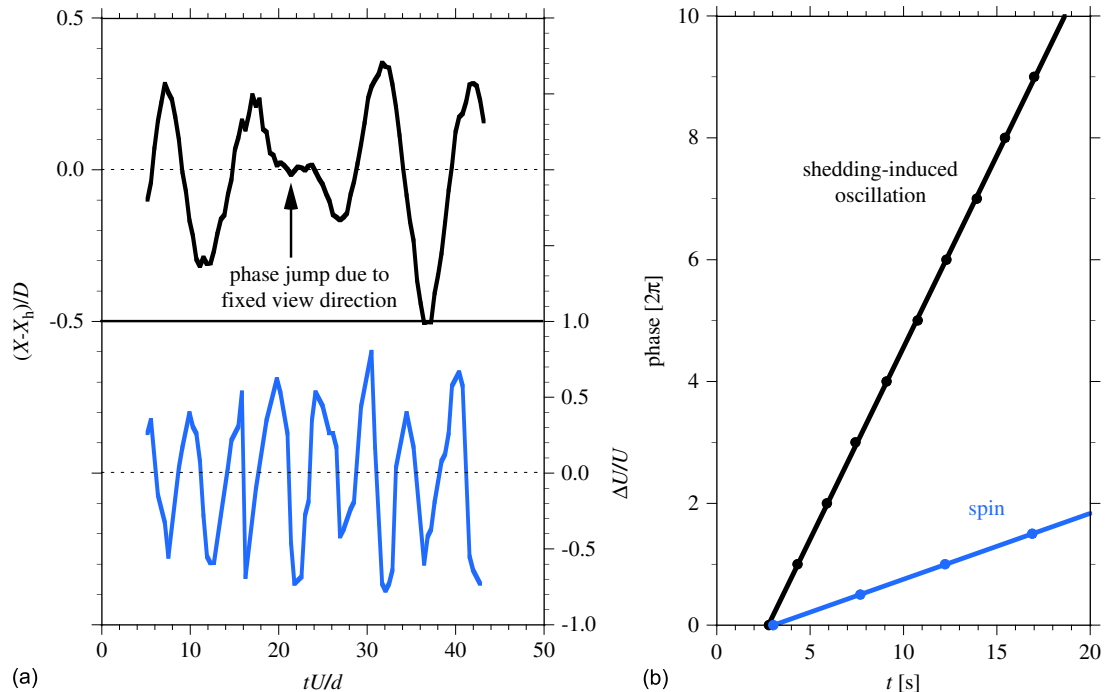 0.5
0.0
-0.5
(X-Xh)/D
phase jump due to
fixed view direction
1.0
0.5
0.0
-0.5
-1.0
ΔU/U
0
10
20
30
40
50
tU/d
(a)
10
8
6
4
2
0
phase [2π]
shedding-induced
oscillation
spin
0
5
10
15
20
t [s]
(b)